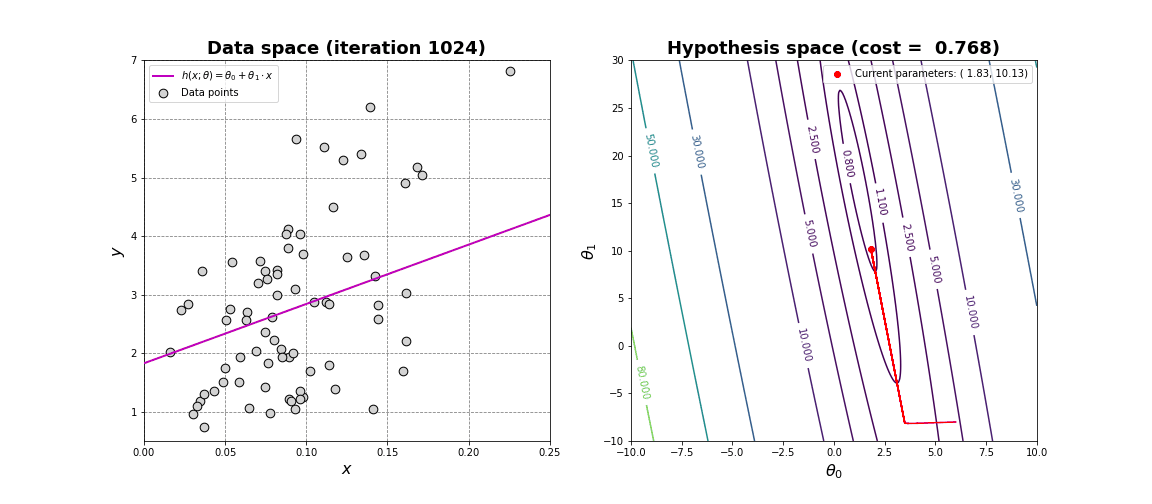 Data space (iteration 1024)
h(x; θ) = θ₀ + θ₁ · x
Data points
7
6
5
4
3
2
1
0.00 0.05 0.10 0.15 0.20 0.25
x
y
Hypothesis space (cost =  0.768)
Current parameters: ( 1.83, 10.13)
30
25
20
15
10
5
0
−5
−10
−10.0 −7.5 −5.0 −2.5 0.0 2.5 5.0 7.5 10.0
θ₀
θ₁
50.000
30.000
2.500
0.800
1.100
30.000
5.000
2.500
5.000
10.000
10.000
80.000